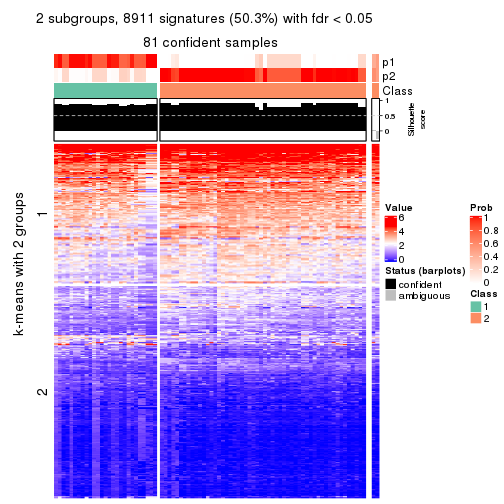 2 subgroups, 8911 signatures (50.3%) with fdr < 0.05
81 confident samples
p1
p2
Class
1
0.5
0
Silhouette
score
k-means with 2 groups
1
2
Value
6
4
2
0
Status (barplots)
confident
ambiguous
Prob
1
0.8
0.6
0.4
0.2
0
Class
1
2